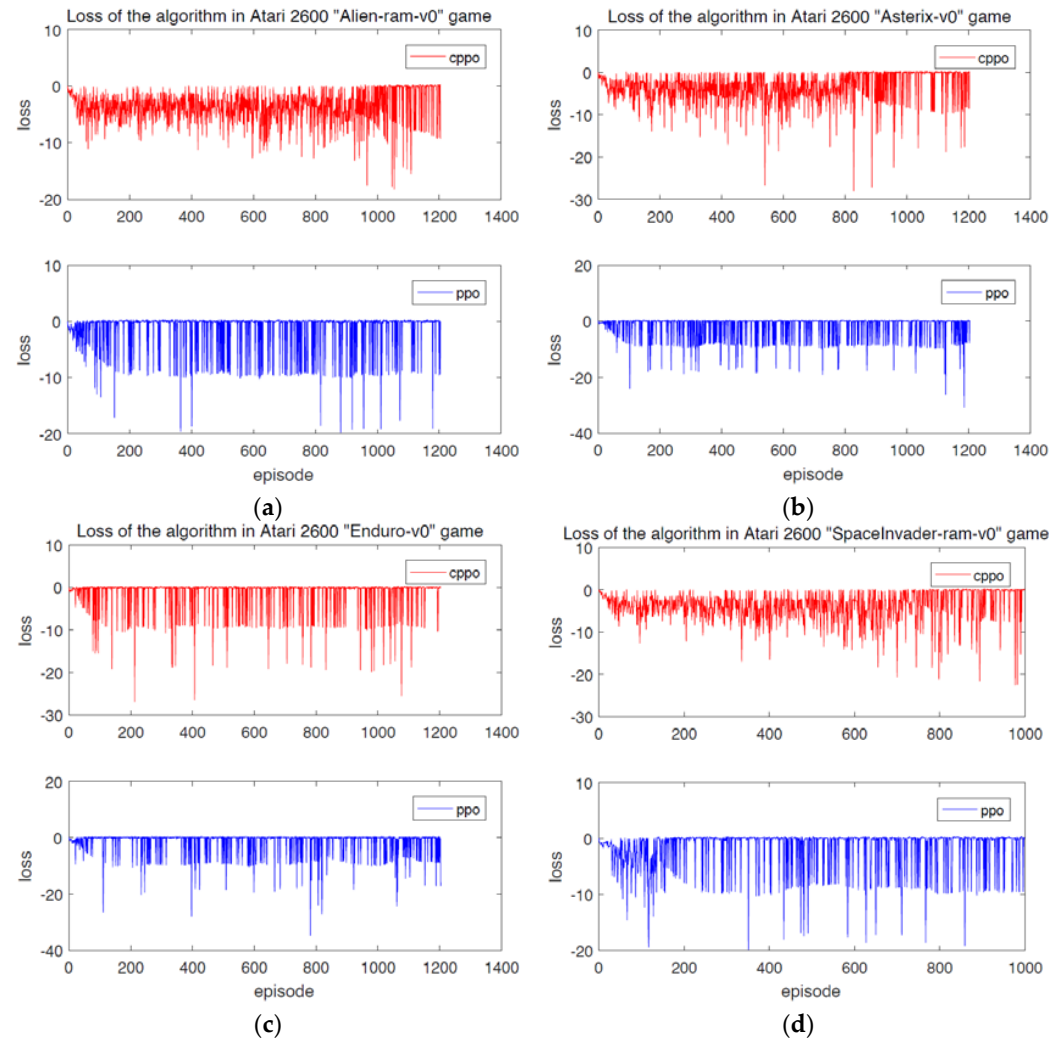 Loss of the algorithm in Atari 2600 "Alien-ram-v0" game
10
0
-10
-20
loss
cppo
0 200 400 600 800 1000 1200 1400
10
0
-10
-20
loss
ppo
0 200 400 600 800 1000 1200 1400
episode
(a)
Loss of the algorithm in Atari 2600 "Asterix-v0" game
10
0
-10
-20
-30
loss
cppo
0 200 400 600 800 1000 1200 1400
20
0
-20
-40
loss
ppo
0 200 400 600 800 1000 1200 1400
episode
(b)
Loss of the algorithm in Atari 2600 "Enduro-v0" game
10
0
-10
-20
-30
loss
cppo
0 200 400 600 800 1000 1200 1400
20
0
-20
-40
loss
ppo
0 200 400 600 800 1000 1200 1400
episode
(c)
Loss of the algorithm in Atari 2600 "SpaceInvader-ram-v0" game
10
0
-10
-20
-30
loss
cppo
0 200 400 600 800 1000
10
0
-10
-20
loss
ppo
0 200 400 600 800 1000
episode
(d)